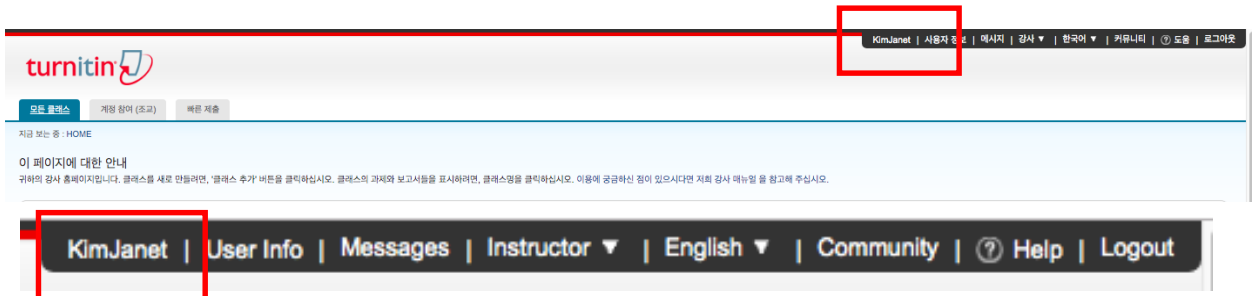 KimJanet | 사용자 정보 | 메시지 | 강사 ▼ | 한국어 ▼ | 커뮤니티 | ? 도움 | 로그아웃
turnitin
모든 클래스 계정 참여 (조교) 빠른 제출
지금 보는 중 : HOME
이 페이지에 대한 안내
귀하의 강사 홈페이지입니다. 클래스를 새로 만들려면, '클래스 추가' 버튼을 클릭하십시오. 클래스의 과제와 보고서들을 표시하려면, 클래스명을 클릭하십시오. 이용에 궁금하신 점이 있으시다면 저희 강사 매뉴얼 을 참고해 주십시오.
KimJanet | User Info | Messages | Instructor ▼ | English ▼ | Community | ? Help | Logout